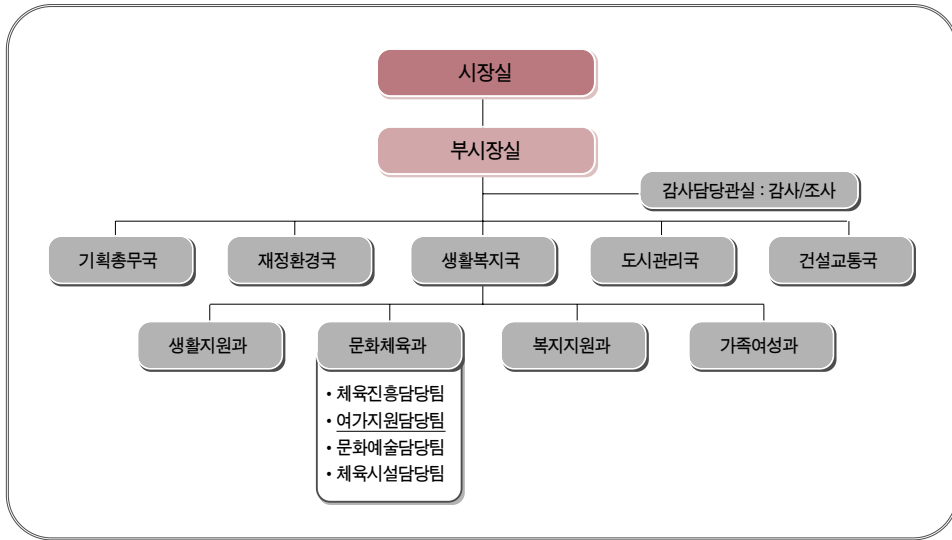 시장실
부시장실
감사담당관실 : 감사/조사
기획총무국
재정환경국
생활복지국
도시관리국
건설교통국
생활지원과
문화체육과
복지지원과
가족여성과
• 체육진흥담당팀
• 여가지원담당팀
• 문화예술담당팀
• 체육시설담당팀